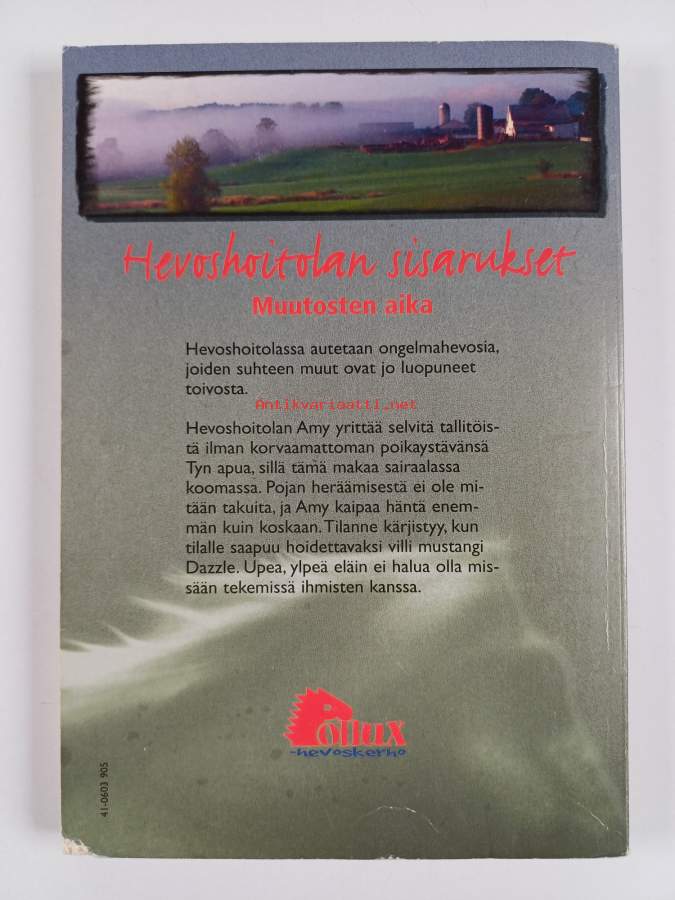 Hevoshoitolan sisarukset
Muutosten aika
Hevoshoitolassa autetaan ongelmahevosia,
joiden suhteen muut ovat jo luopuneet
toivosta.
Antikvariaatti.net
Hevoshoitolan Amy yrittää selvitä tallitöis-
tä ilman korvaamattoman poikaystävänsä
Tyn apua, sillä tämä makaa sairaalassa
koomassa. Pojan heräämisestä ei ole mi-
tään takuita, ja Amy kaipaa häntä enem-
män kuin koskaan. Tilanne kärjistyy, kun
tilalle saapuu hoidettavaksi villi mustangi
Dazzle. Upea, ylpeä eläin ei halua olla mis-
sään tekemissä ihmisten kanssa.
Pollux
-hevoskerho
41-0603 905